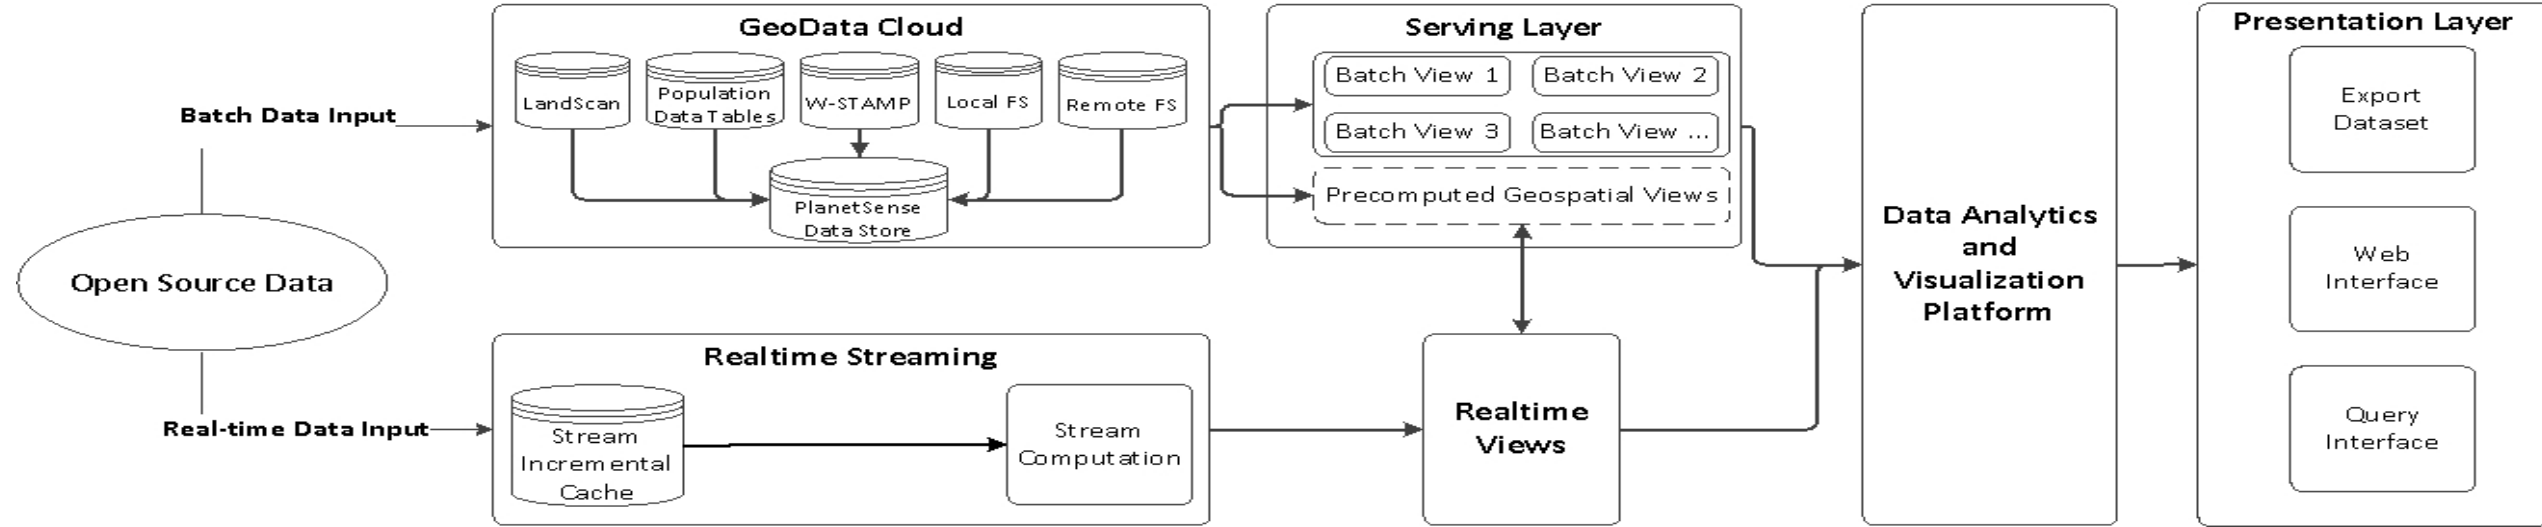 GeoData Cloud
LandScan
Population
Data Tables
W-STAMP
Local FS
Remote FS
PlanetSense
Data Store
Batch Data Input
Open Source Data
Real-time Data Input
Realtime Streaming
Stream
Incremental
Cache
Stream
Computation
Serving Layer
Batch View 1
Batch View 2
Batch View 3
Batch View ...
Precomputed Geospatial Views
Realtime
Views
Data Analytics
and
Visualization
Platform
Presentation Layer
Export
Dataset
Web
Interface
Query
Interface